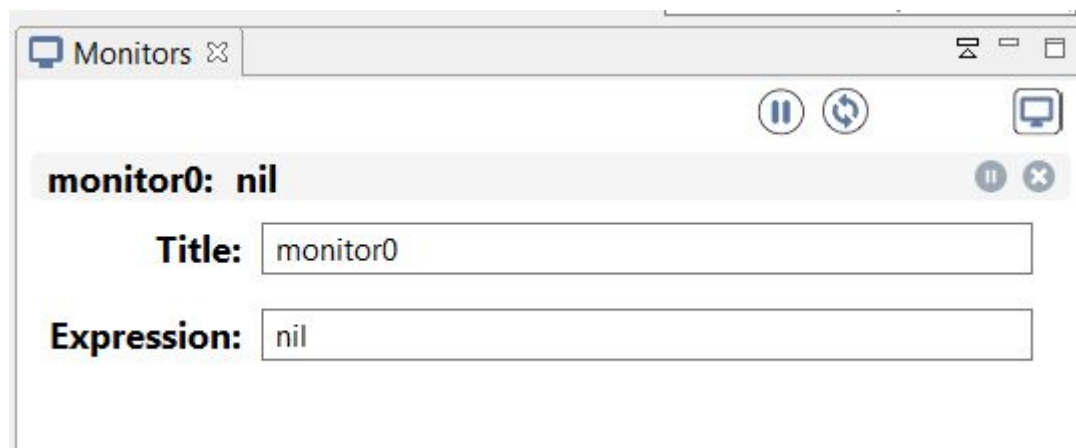 Monitors
monitor0: nil
Title: monitor0
Expression: nil